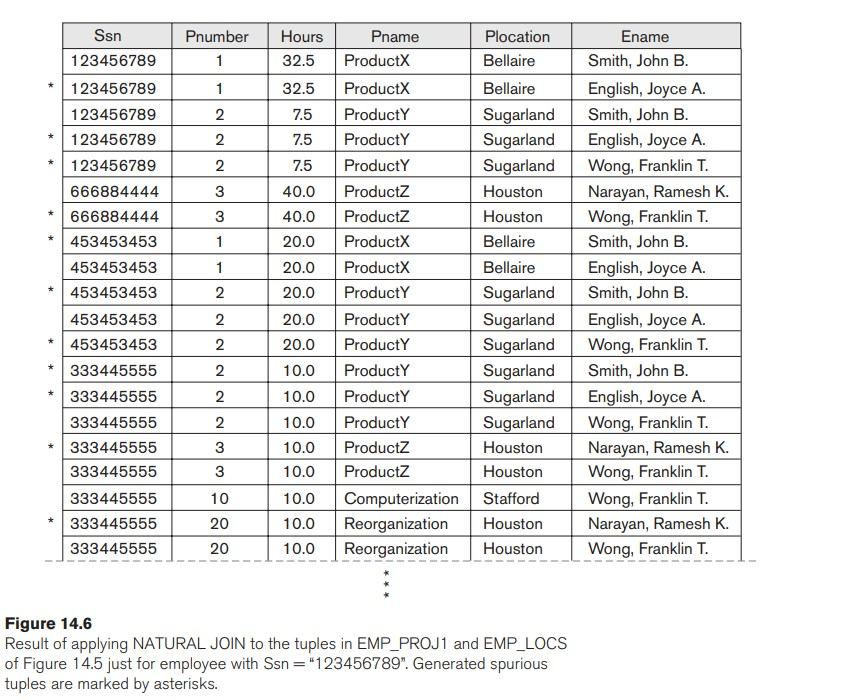 Ssn Pnumber Hours Pname Plocation Ename
123456789 1 32.5 ProductX Bellaire Smith, John B.
* 123456789 1 32.5 ProductX Bellaire English, Joyce A.
123456789 2 7.5 ProductY Sugarland Smith, John B.
* 123456789 2 7.5 ProductY Sugarland English, Joyce A.
* 123456789 2 7.5 ProductY Sugarland Wong, Franklin T.
666884444 3 40.0 ProductZ Houston Narayan, Ramesh K.
* 666884444 3 40.0 ProductZ Houston Wong, Franklin T.
* 453453453 1 20.0 ProductX Bellaire Smith, John B.
453453453 1 20.0 ProductX Bellaire English, Joyce A.
* 453453453 2 20.0 ProductY Sugarland Smith, John B.
453453453 2 20.0 ProductY Sugarland English, Joyce A.
* 453453453 2 20.0 ProductY Sugarland Wong, Franklin T.
* 333445555 2 10.0 ProductY Sugarland Smith, John B.
* 333445555 2 10.0 ProductY Sugarland English, Joyce A.
333445555 2 10.0 ProductY Sugarland Wong, Franklin T.
* 333445555 3 10.0 ProductZ Houston Narayan, Ramesh K.
333445555 3 10.0 ProductZ Houston Wong, Franklin T.
333445555 10 10.0 Computerization Stafford Wong, Franklin T.
* 333445555 20 10.0 Reorganization Houston Narayan, Ramesh K.
333445555 20 10.0 Reorganization Houston Wong, Franklin T.
*
*
*
Figure 14.6
Result of applying NATURAL JOIN to the tuples in EMP_PROJ1 and EMP_LOCS
of Figure 14.5 just for employee with Ssn = “123456789”. Generated spurious
tuples are marked by asterisks.